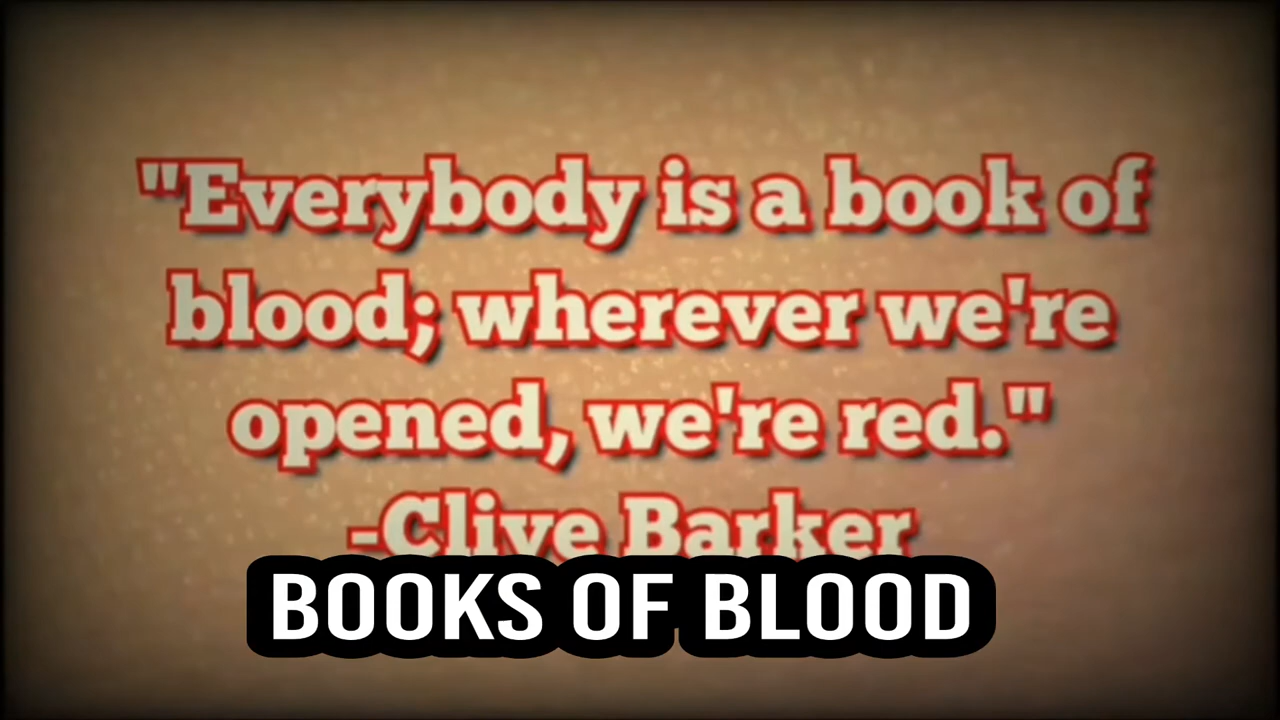 "Everybody is a book of
blood; wherever we're
opened, we're red."
-Clive Barker
BOOKS OF BLOOD